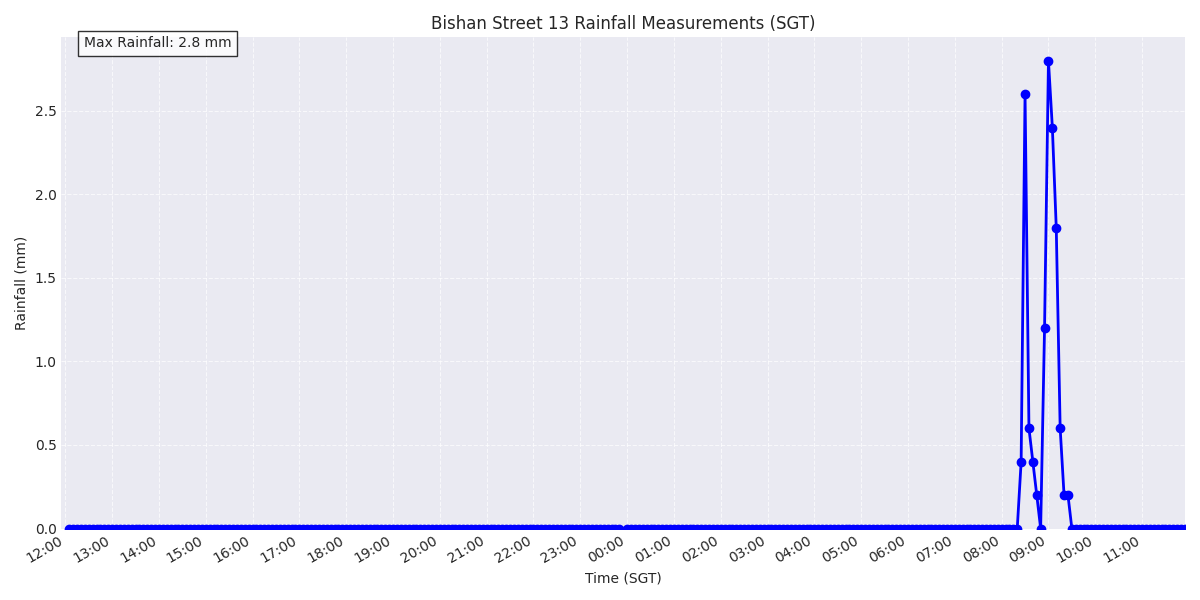 Bishan Street 13 Rainfall Measurements (SGT)
Max Rainfall: 2.8 mm
Rainfall (mm)
2.5
2.0
1.5
1.0
0.5
0.0
12:00 13:00 14:00 15:00 16:00 17:00 18:00 19:00 20:00 21:00 22:00 23:00 00:00 01:00 02:00 03:00 04:00 05:00 06:00 07:00 08:00 09:00 10:00 11:00
Time (SGT)